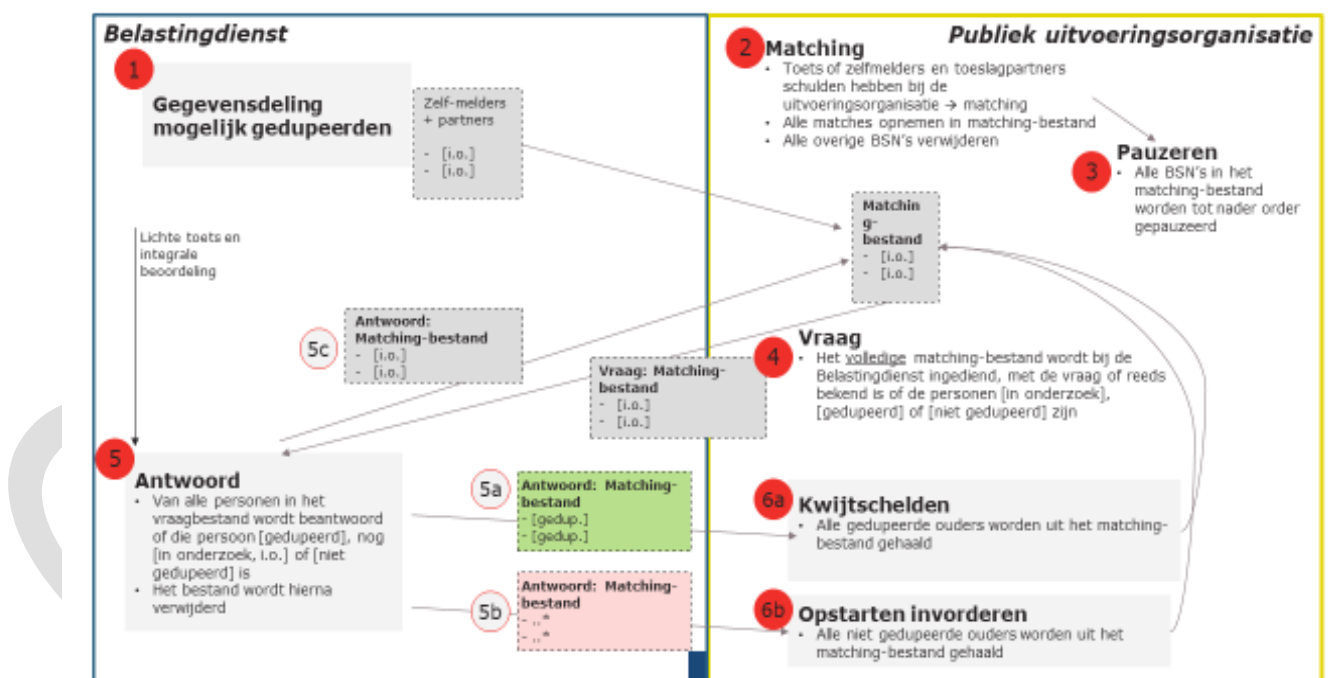 Belastingdienst
Publiek uitvoeringsorganisatie
1
Gegevensdeling
mogelijk gedupeerden
Zelf-melders
+ partners
- [i.o.]
- [i.o.]
2
Matching
• Toets of zelfmelders en toeslagpartners
schulden hebben bij de
uitvoeringsorganisatie → matching
• Alle matches opnemen in matching-bestand
• Alle overige BSN's verwijderen
3
Pauzeren
• Alle BSN's in het
matching-bestand
worden tot nader order
gepauzeerd
Matchin
g-
bestand
- [i.o.]
- [i.o.]
Lichte toets en
integrale
beoordeling
5c
Antwoord:
Matching-bestand
- [i.o.]
- [i.o.]
Vraag: Matching-
bestand
- [i.o.]
- [i.o.]
4
Vraag
• Het volledige matching-bestand wordt bij de
Belastingdienst ingediend, met de vraag of reeds
bekend is of de personen [in onderzoek],
[gedupeerd] of [niet gedupeerd] zijn
5
Antwoord
• Van alle personen in het
vraagbestand wordt beantwoord
of die persoon [gedupeerd], nog
[in onderzoek, i.o.] of [niet
gedupeerd] is
• Het bestand wordt hierna
verwijderd
5a
Antwoord: Matching-
bestand
- [gedup.]
- [gedup.]
5b
Antwoord: Matching-
bestand
- ..*
- ..*
6a
Kwijtschelden
• Alle gedupeerde ouders worden uit het matching-
bestand gehaald
6b
Opstarten invorderen
• Alle niet gedupeerde ouders worden uit het
matching-bestand gehaald